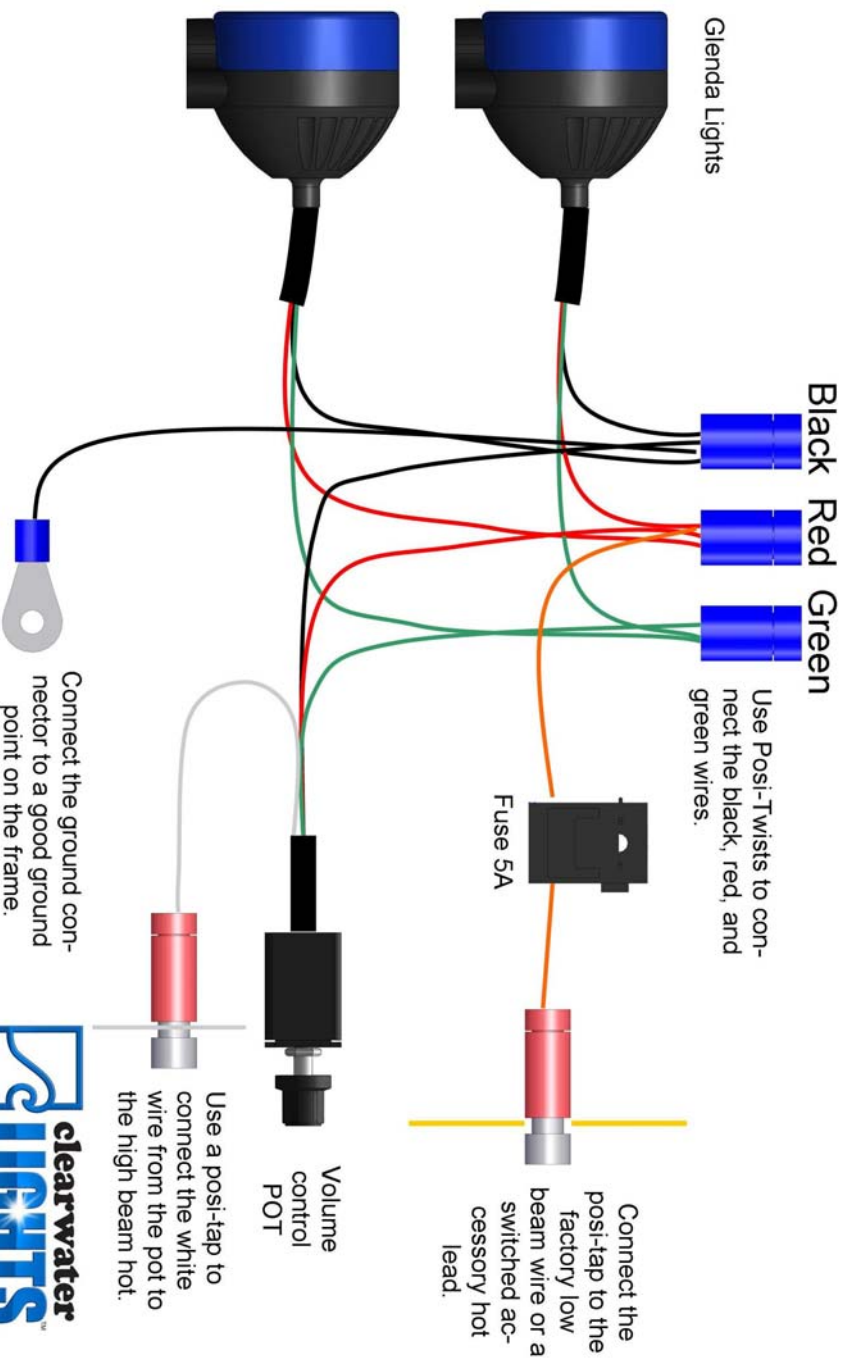 Glenda Lights
Black Red Green
Use Posi-Twists to con-
nect the black, red, and
green wires.
Fuse 5A
Connect the
posi-tap to the
factory low
beam wire or a
switched ac-
cessory hot
lead.
Volume
control
POT
Use a posi-tap to
connect the white
wire from the pot to
the high beam hot.
Connect the ground con-
nector to a good ground
point on the frame.
clearwater
LIGHTS™